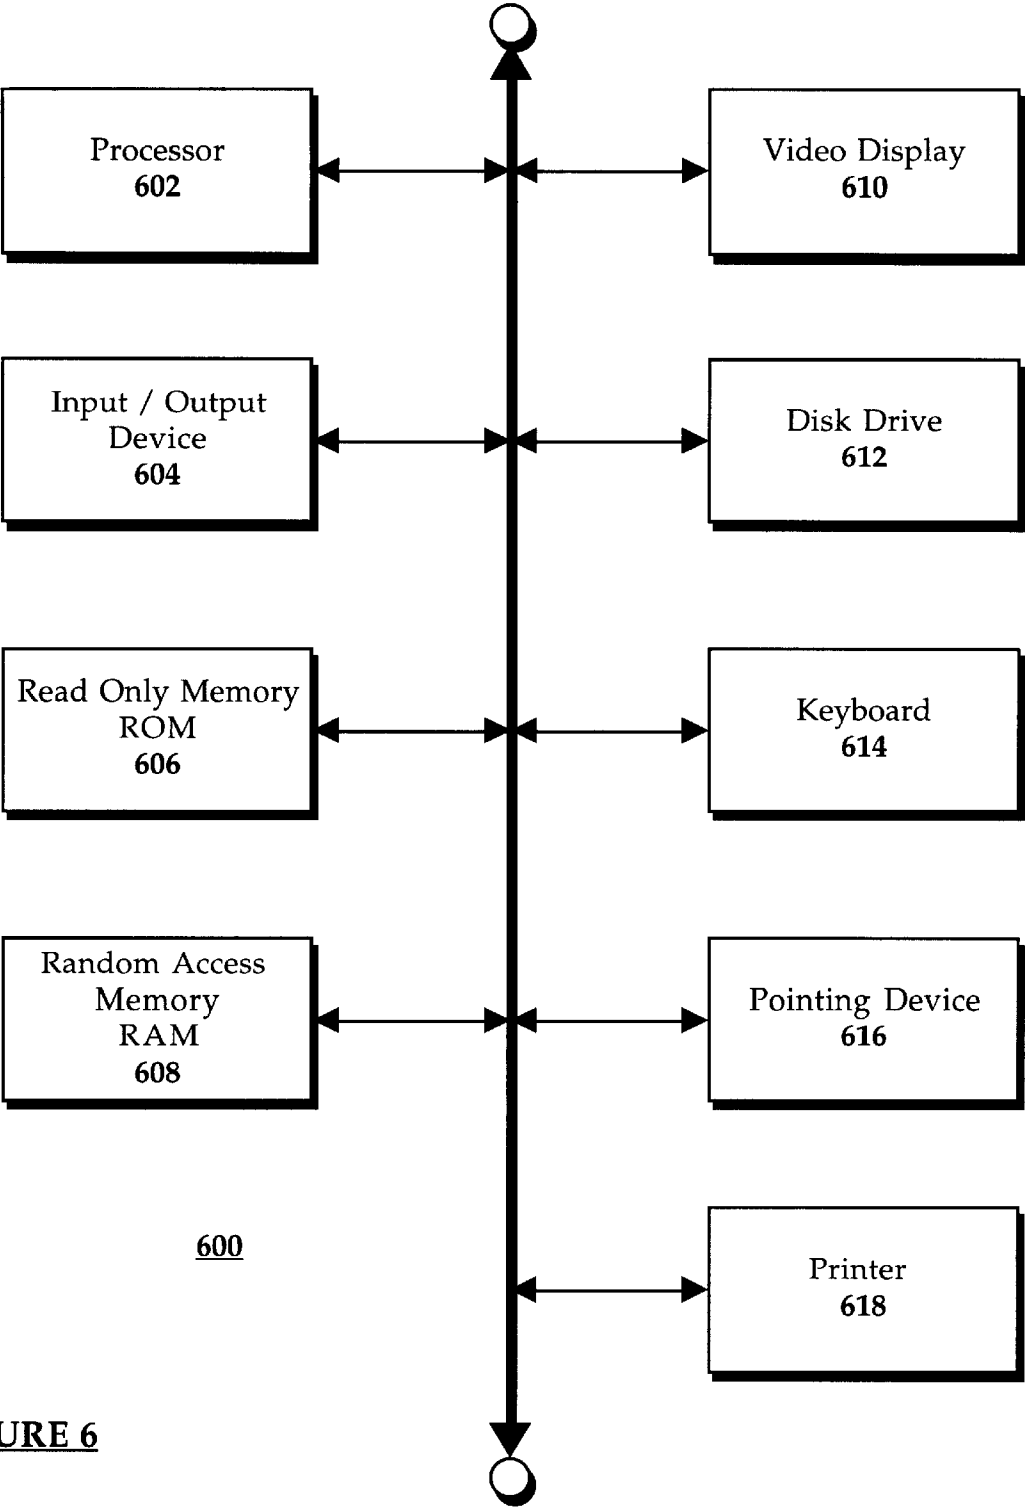 Processor
602
Video Display
610
Input / Output
Device
604
Disk Drive
612
Read Only Memory
ROM
606
Keyboard
614
Random Access
Memory
RAM
608
Pointing Device
616
600
Printer
618
URE 6